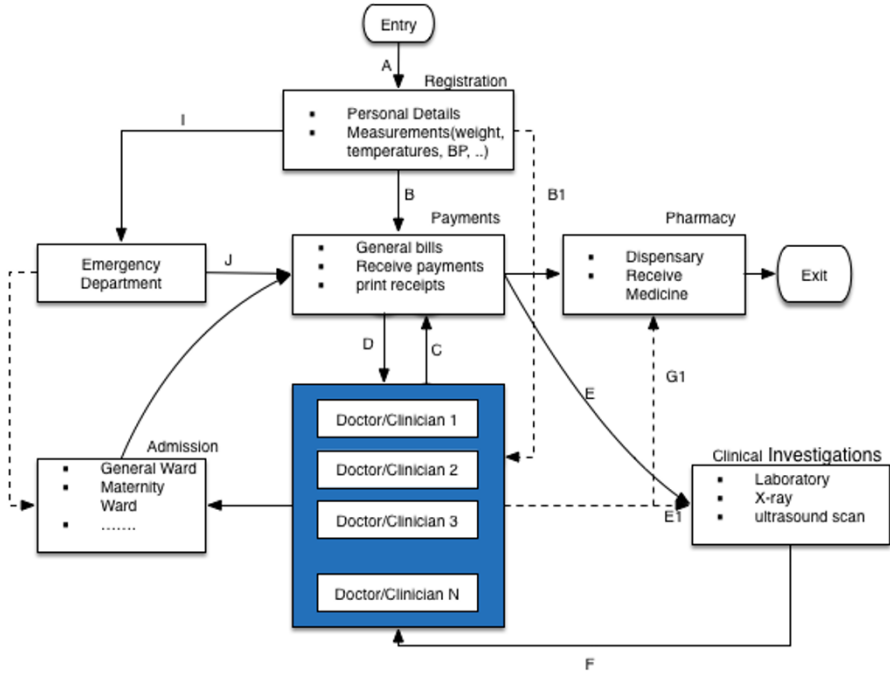 Entry
A
Registration
▪ Personal Details
▪ Measurements(weight,
temperatures, BP, ..)
I
B
B1
Payments
▪ General bills
▪ Receive payments
▪ print receipts
Pharmacy
▪ Dispensary
▪ Receive
Medicine
Exit
Emergency
Department
J
D
C
E
G1
Doctor/Clinician 1
Doctor/Clinician 2
Doctor/Clinician 3
Doctor/Clinician N
Admission
▪ General Ward
▪ Maternity
Ward
▪ .......
Clinical Investigations
▪ Laboratory
▪ X-ray
▪ ultrasound scan
E1
F